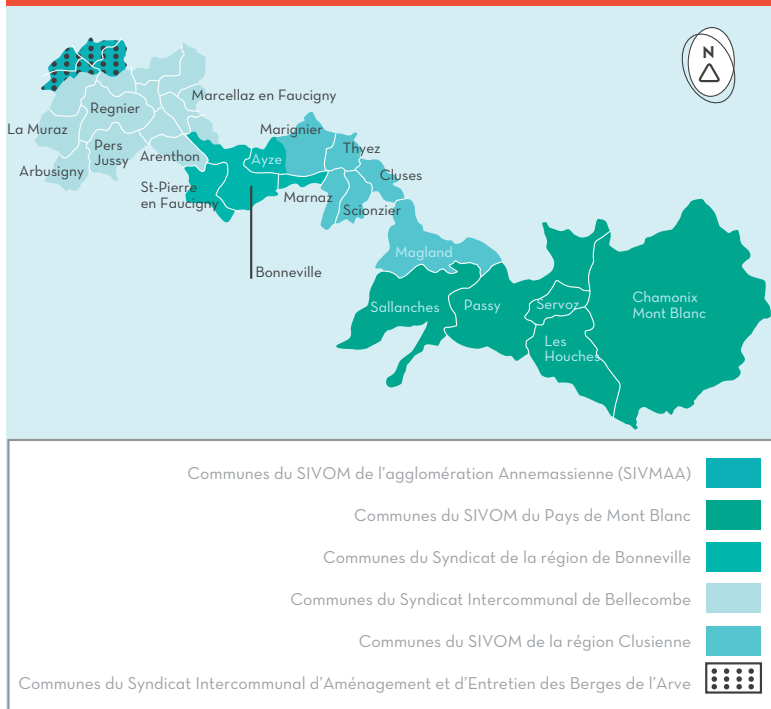 N
Marcellaz en Faucigny
Regnier
La Muraz
Marignier
Pers
Jussy
Arenthon
Ayze
Thyez
Arbusigny
Cluses
St-Pierre
en Faucigny
Marnaz
Scionzier
Magland
Bonneville
Sallanches
Passy
Servoz
Chamonix
Mont Blanc
Les
Houches
Communes du SIVOM de l'agglomération Annemassienne (SIVMAA)
Communes du SIVOM du Pays de Mont Blanc
Communes du Syndicat de la région de Bonneville
Communes du Syndicat Intercommunal de Bellecombe
Communes du SIVOM de la région Clusienne
Communes du Syndicat Intercommunal d'Aménagement et d'Entretien des Berges de l'Arve